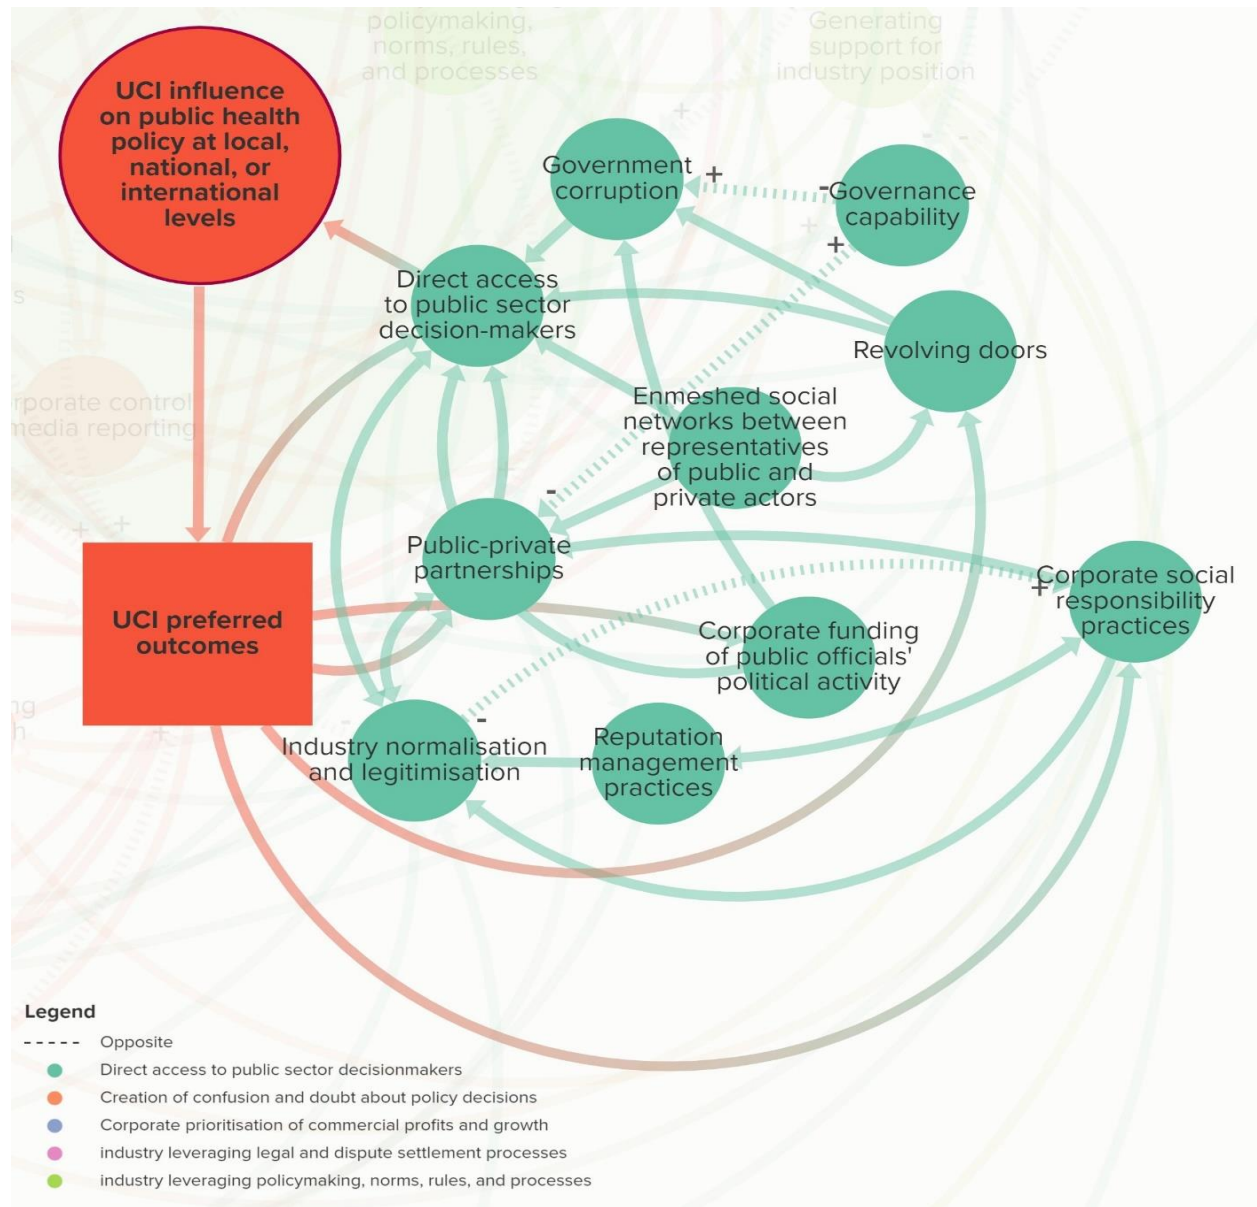 policymaking,
norms, rules,
and processes
Generating
support for
industry position
UCI influence
on public health
policy at local,
national, or
international
levels
Government
corruption
+
-
Governance
capability
+
+
+
- -
Direct access
to public sector
decision-makers
Revolving doors
Enmeshed social
networks between
representatives
of public and
private actors
rporate control
media reporting
-
+ +
Public-private
partnerships
UCI preferred
outcomes
Corporate social
responsibility
practices
+
Corporate funding
of public officials'
political activity
-
Industry normalisation
and legitimisation
Reputation
management
practices
Legend
Opposite
Direct access to public sector decisionmakers
Creation of confusion and doubt about policy decisions
Corporate prioritisation of commercial profits and growth
industry leveraging legal and dispute settlement processes
industry leveraging policymaking, norms, rules, and processes